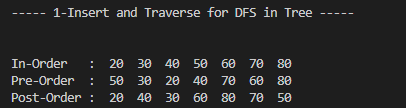 ----- 1-Insert and Traverse for DFS in Tree -----
In-Order   :  20  30  40  50  60  70  80
Pre-Order  :  50  30  20  40  70  60  80
Post-Order :  20  40  30  60  80  70  50